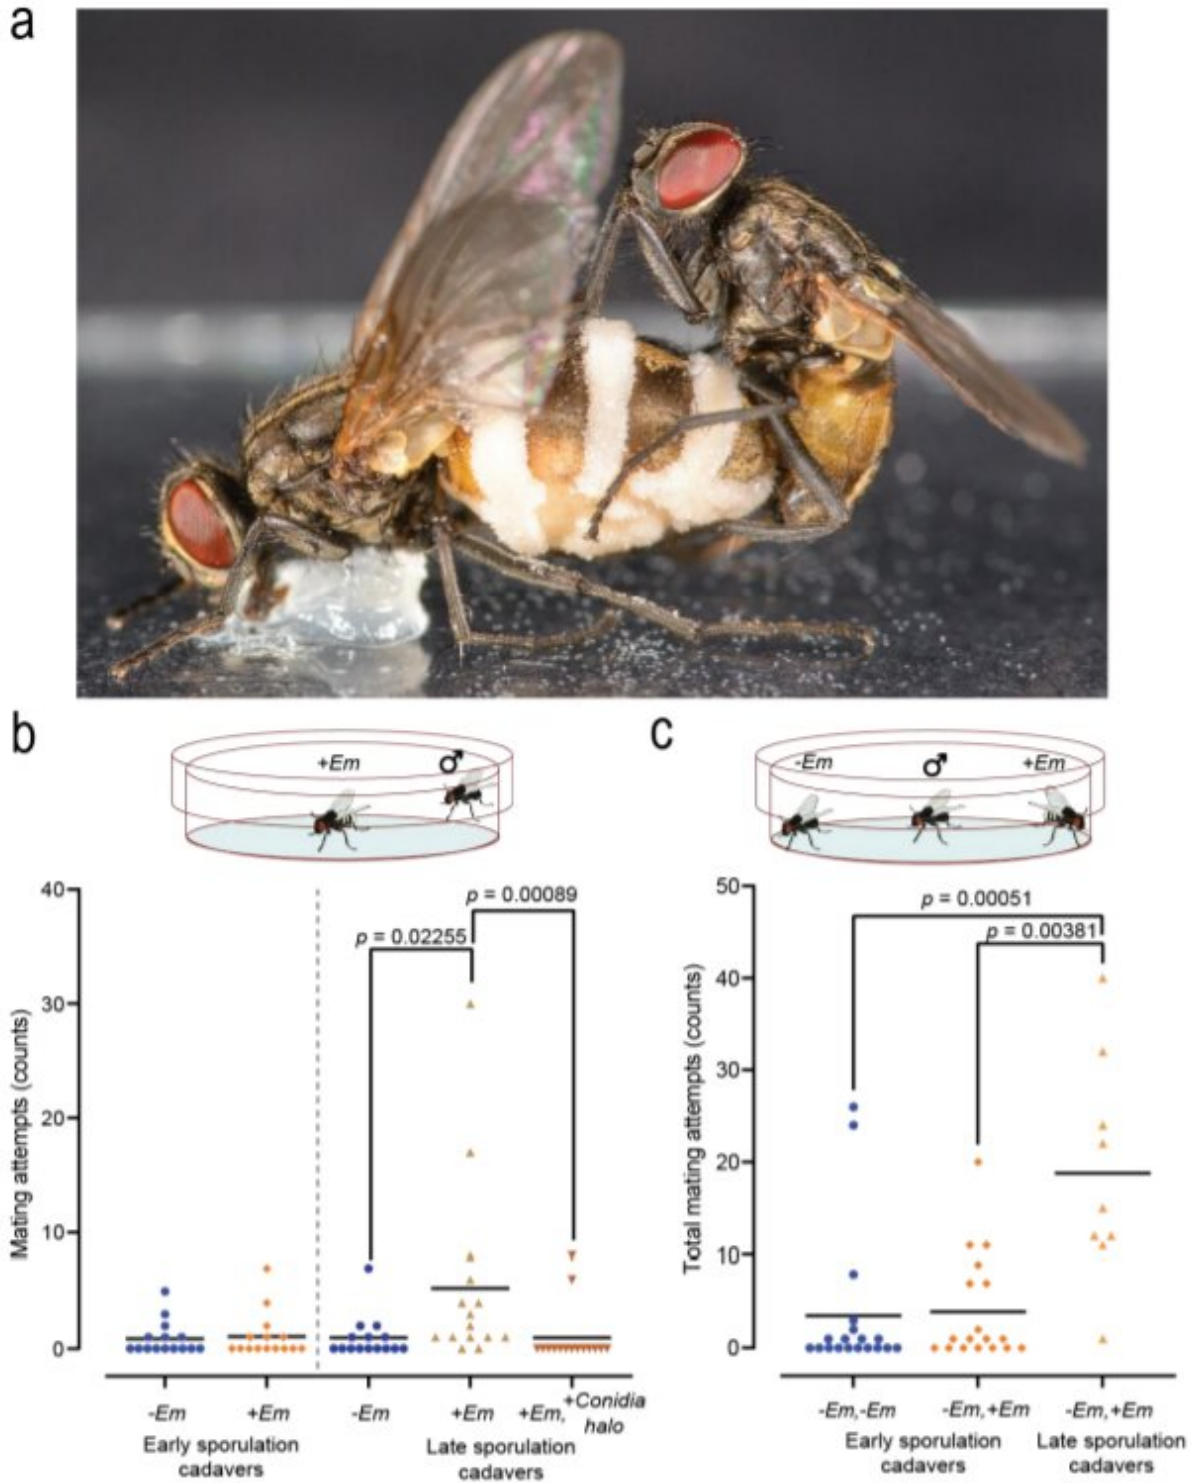 a
b
+Em
♂
40
30
20
10
0
Mating attempts (counts)
p = 0.00089
p = 0.02255
-Em
+Em
-Em
+Em
+Em, +Conidia
halo
Early sporulation
cadavers
Late sporulation
cadavers
c
-Em
♂
+Em
50
40
30
20
10
0
Total mating attempts (counts)
p = 0.00051
p = 0.00381
-Em,-Em
-Em,+Em
-Em,+Em
Early sporulation
cadavers
Late sporulation
cadavers